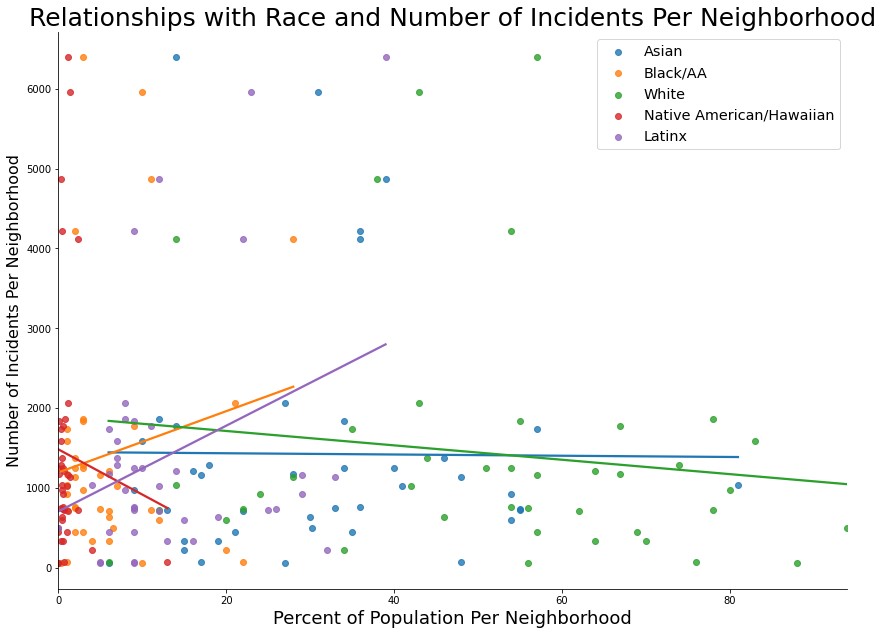 Relationships with Race and Number of Incidents Per Neighborhood
Asian
Black/AA
White
Native American/Hawaiian
Latinx
6000
5000
4000
3000
2000
1000
0
Number of Incidents Per Neighborhood
0 20 40 60 80
Percent of Population Per Neighborhood